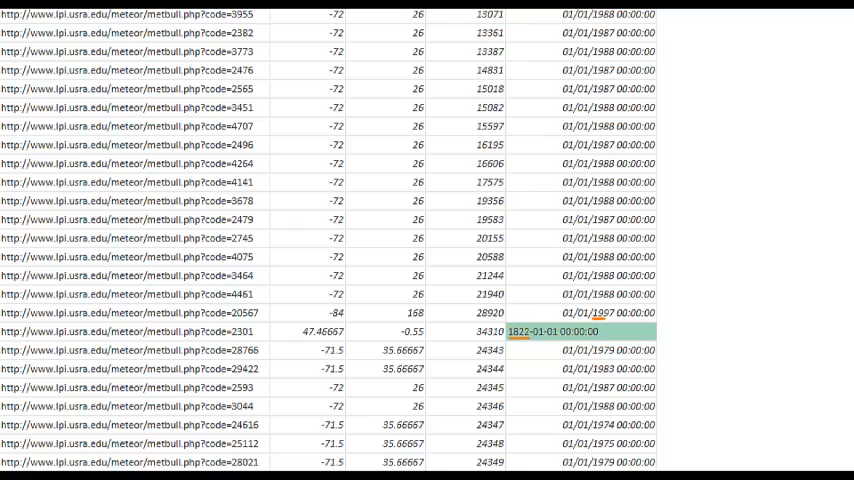 http://www.lpi.usra.edu/meteor/metbull.php?code=3955 -72 26 13071 01/01/1988 00:00:00
http://www.lpi.usra.edu/meteor/metbull.php?code=2382 -72 26 13361 01/01/1987 00:00:00
http://www.lpi.usra.edu/meteor/metbull.php?code=3773 -72 26 13387 01/01/1988 00:00:00
http://www.lpi.usra.edu/meteor/metbull.php?code=2476 -72 26 14831 01/01/1987 00:00:00
http://www.lpi.usra.edu/meteor/metbull.php?code=2565 -72 26 15018 01/01/1987 00:00:00
http://www.lpi.usra.edu/meteor/metbull.php?code=3451 -72 26 15082 01/01/1988 00:00:00
http://www.lpi.usra.edu/meteor/metbull.php?code=4707 -72 26 15597 01/01/1988 00:00:00
http://www.lpi.usra.edu/meteor/metbull.php?code=2496 -72 26 16195 01/01/1987 00:00:00
http://www.lpi.usra.edu/meteor/metbull.php?code=4264 -72 26 16606 01/01/1988 00:00:00
http://www.lpi.usra.edu/meteor/metbull.php?code=4141 -72 26 17575 01/01/1988 00:00:00
http://www.lpi.usra.edu/meteor/metbull.php?code=3678 -72 26 19356 01/01/1988 00:00:00
http://www.lpi.usra.edu/meteor/metbull.php?code=2479 -72 26 19583 01/01/1987 00:00:00
http://www.lpi.usra.edu/meteor/metbull.php?code=2745 -72 26 20155 01/01/1988 00:00:00
http://www.lpi.usra.edu/meteor/metbull.php?code=4075 -72 26 20588 01/01/1988 00:00:00
http://www.lpi.usra.edu/meteor/metbull.php?code=3464 -72 26 21244 01/01/1988 00:00:00
http://www.lpi.usra.edu/meteor/metbull.php?code=4461 -72 26 21940 01/01/1988 00:00:00
http://www.lpi.usra.edu/meteor/metbull.php?code=20567 -84 168 28920 01/01/1997 00:00:00
http://www.lpi.usra.edu/meteor/metbull.php?code=2301 47.46667 -0.55 34310 1822-01-01 00:00:00
http://www.lpi.usra.edu/meteor/metbull.php?code=28766 -71.5 35.66667 24343 01/01/1979 00:00:00
http://www.lpi.usra.edu/meteor/metbull.php?code=29422 -71.5 35.66667 24344 01/01/1983 00:00:00
http://www.lpi.usra.edu/meteor/metbull.php?code=2593 -72 26 24345 01/01/1987 00:00:00
http://www.lpi.usra.edu/meteor/metbull.php?code=3044 -72 26 24346 01/01/1988 00:00:00
http://www.lpi.usra.edu/meteor/metbull.php?code=24616 -71.5 35.66667 24347 01/01/1974 00:00:00
http://www.lpi.usra.edu/meteor/metbull.php?code=25112 -71.5 35.66667 24348 01/01/1975 00:00:00
http://www.lpi.usra.edu/meteor/metbull.php?code=28021 -71.5 35.66667 24349 01/01/1979 00:00:00